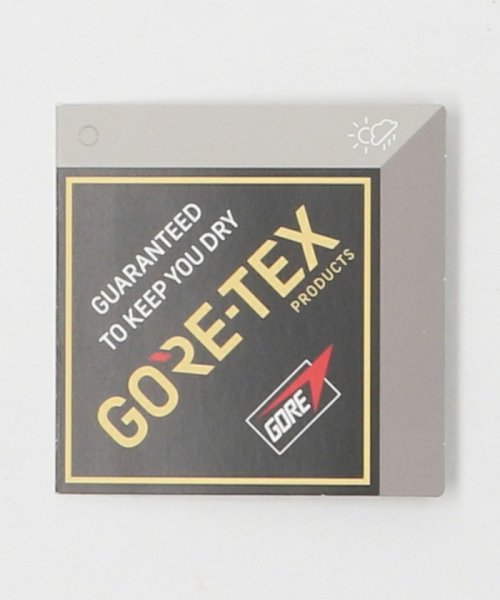 GUARANTEED
TO KEEP YOU DRY
GORE-TEX
PRODUCTS
GORE